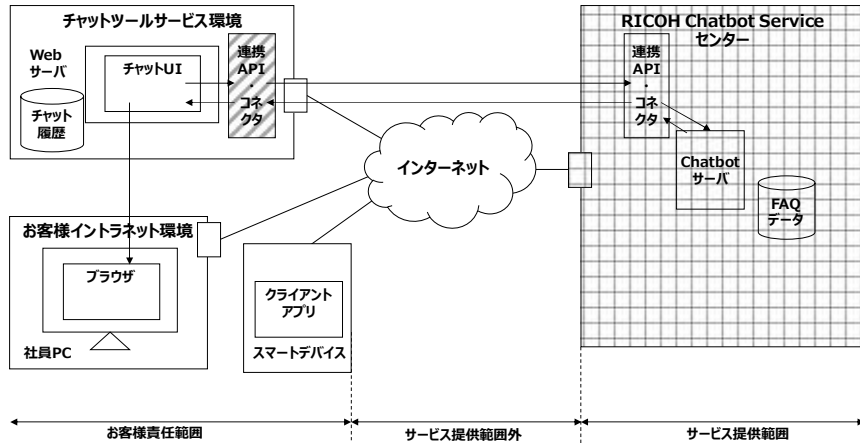 チャットツールサービス環境
Web
サーバ
チャットUI
チャット
履歴
連携
API
・
コネ
クタ
RICOH Chatbot Service
センター
連携
API
・
コネ
クタ
Chatbot
サーバ
FAQ
データ
インターネット
お客様イントラネット環境
ブラウザ
社員PC
クライアント
アプリ
スマートデバイス
お客様責任範囲
サービス提供範囲外
サービス提供範囲